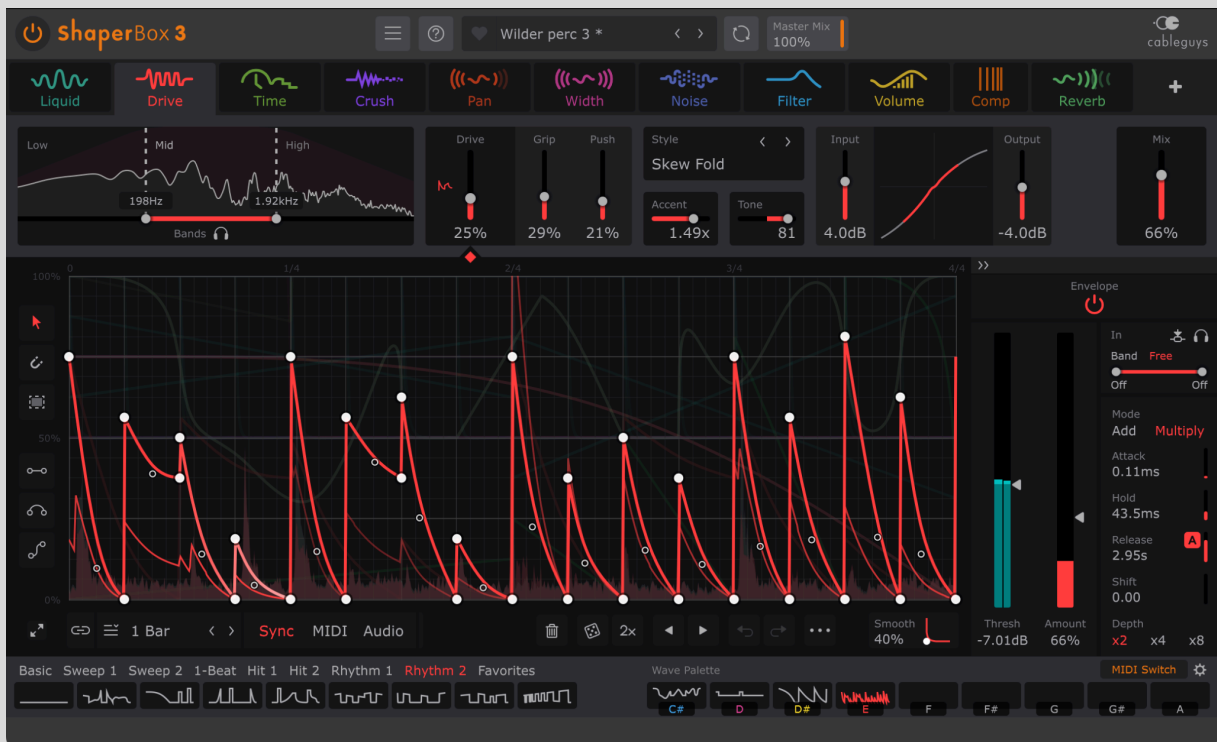 ShaperBox 3
?
Wilder perc 3 *
Master Mix
100%
cableguys
Liquid Drive Time Crush Pan Width Noise Filter Volume Comp Reverb +
Low Mid High
198Hz 1.92kHz
Bands
Drive Grip Push
25% 29% 21%
Style
Skew Fold
Accent Tone
1.49x 81
Input Output
4.0dB -4.0dB
Mix
66%
0 1/4 2/4 3/4 4/4
100%
50%
0%
Envelope
In
Band Free
Off Off
Mode
Add Multiply
Attack
0.11ms
Hold
43.5ms
Release A
2.95s
Shift
0.00
Thresh Amount Depth
-7.01dB 66% x2 x4 x8
1 Bar Sync MIDI Audio 2x
Smooth
40%
Basic Sweep 1 Sweep 2 1-Beat Hit 1 Hit 2 Rhythm 1 Rhythm 2 Favorites
Wave Palette MIDI Switch
C# D D# E F F# G G# A